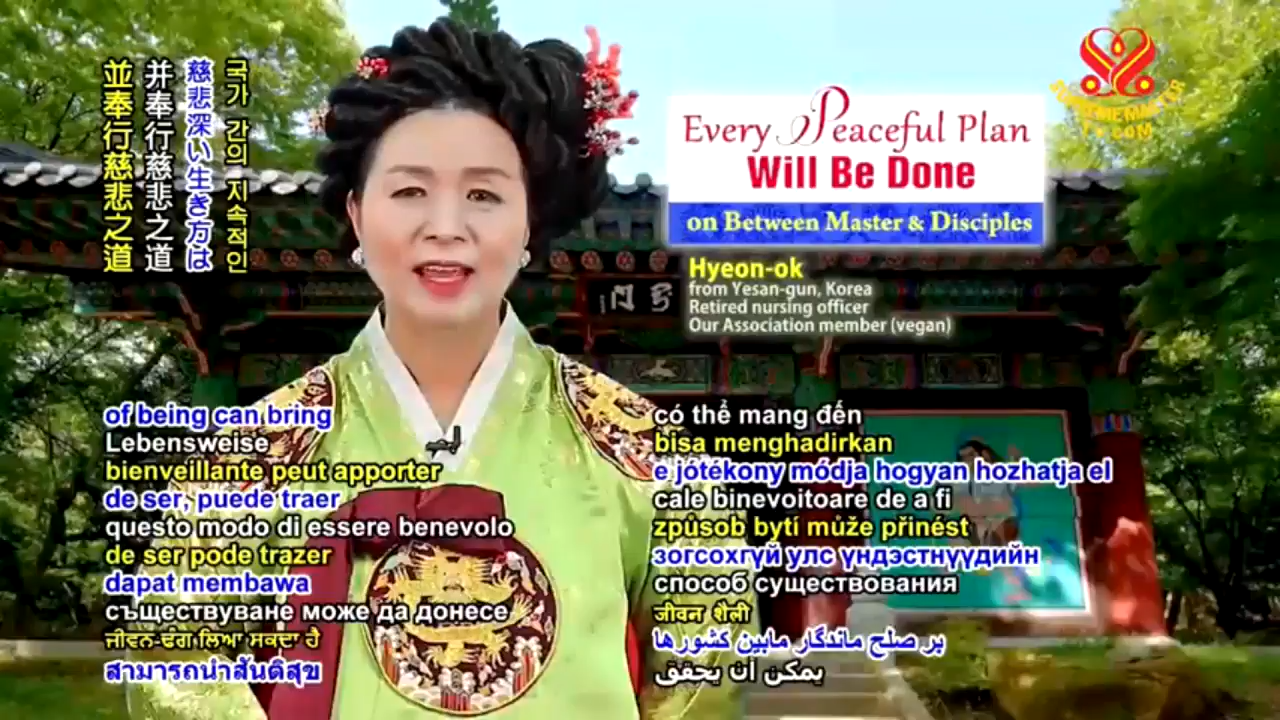 並奉行慈悲之道
并奉行慈悲之道
慈悲深い生き方は
국가 간의 지속적인
SUPREMEMASTER
TV.COM
Every Peaceful Plan
Will Be Done
on Between Master & Disciples
Hyeon-ok
from Yesan-gun, Korea
Retired nursing officer
Our Association member (vegan)
of being can bring
Lebensweise
bienveillante peut apporter
de ser, puede traer
questo modo di essere benevolo
de ser pode trazer
dapat membawa
съществуване може да донесе
ਜੀਵਨ-ਢੰਗ ਲਿਆ ਸਕਦਾ ਹੈ
สามารถนำสันติสุข
có thể mang đến
bisa menghadirkan
e jótékony módja hogyan hozhatja el
cale binevoitoare de a fi
způsob bytí může přinést
зогсохгүй улс үндэстнүүдийн
способ существования
जीवन शैली
بر صلح ماندگار مابین کشورها
يمكن أن يحقق